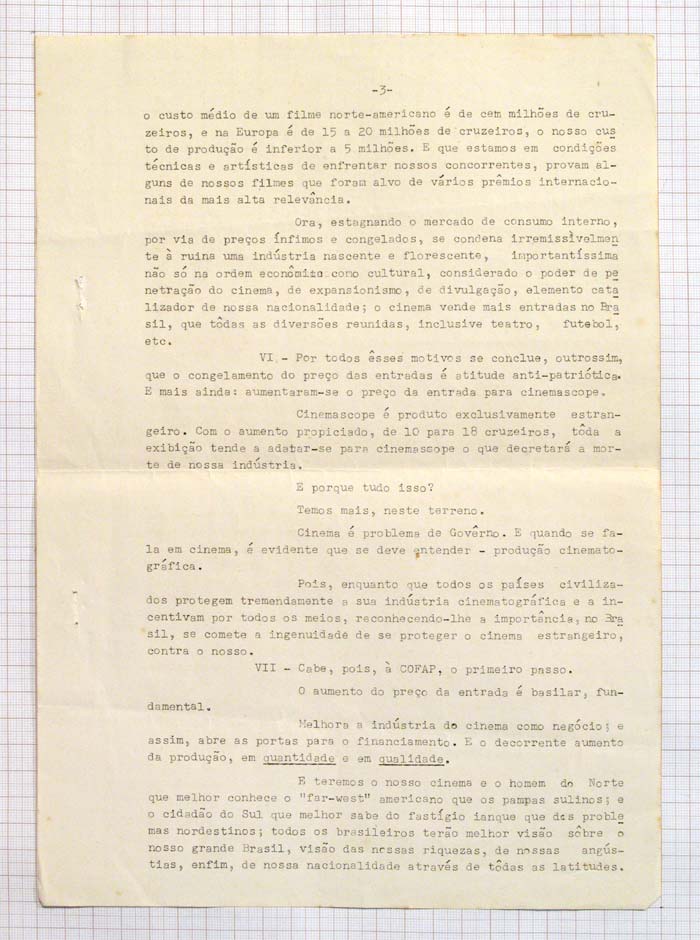 -3-
o custo médio de um filme norte-americano é de cem milhões de cru-
zeiros, e na Europa é de 15 a 20 milhões de cruzeiros, o nosso cus
to de produção é inferior a 5 milhões. E que estamos em condições
técnicas e artísticas de enfrentar nossos concorrentes, provam al-
guns de nossos filmes que foram alvo de vários prêmios internacio-
nais da mais alta relevância.
Ora, estagnando o mercado de consumo interno,
por via de preços ínfimos e congelados, se condena irremissivelmen
te à ruina uma indústria nascente e florescente, importantíssima
não só na ordem econômica como cultural, considerado o poder de pe
netração do cinema, de expansionismo, de divulgação, elemento cata
lizador de nossa nacionalidade; o cinema vende mais entradas no Bra
sil, que tôdas as diversões reunidas, inclusive teatro, futebol,
etc.
VI - Por todos êsses motivos se conclue, outrossim,
que o congelamento do preço das entradas é atitude anti-patriótica.
E mais ainda: aumentaram-se o preço da entrada para cinemascope.
Cinemascope é produto exclusivamente estran-
geiro. Com o aumento propiciado, de 10 para 18 cruzeiros, tôda a
exibição tende a adatar-se para cinemascope o que decretará a mor-
te de nossa indústria.
E porque tudo isso?
Temos mais, neste terreno.
Cinema é problema de Govêrno. E quando se fa-
la em cinema, é evidente que se deve entender - produção cinemato-
gráfica.
Pois, enquanto que todos os países civiliza-
dos protegem tremendamente a sua indústria cinematográfica e a in-
centivam por todos os meios, reconhecendo-lhe a importância, no Bra
sil, se comete a ingenuidade de se proteger o cinema estrangeiro,
contra o nosso.
VII - Cabe, pois, à COFAP, o primeiro passo.
O aumento do preço da entrada é basilar, fun-
damental.
Melhora a indústria do cinema como negócio; e
assim, abre as portas para o financiamento. E o decorrente aumento
da produção, em quantidade e em qualidade.
E teremos o nosso cinema e o homem do Norte
que melhor conhece o "far-west" americano que os pampas sulinos; e
o cidadão do Sul que melhor sabe do fastígio ianque que dos proble
mas nordestinos; todos os brasileiros terão melhor visão sôbre o
nosso grande Brasil, visão das nossas riquezas, de nossas angús-
tias, enfim, de nossa nacionalidade através de tôdas as latitudes.